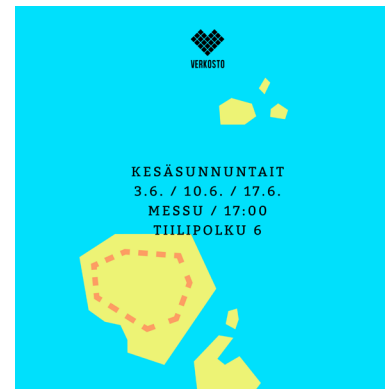 VERKOSTO
KESÄSUNNUNTAIT
3.6. / 10.6. / 17.6.
MESSU / 17:00
TIILIPOLKU 6